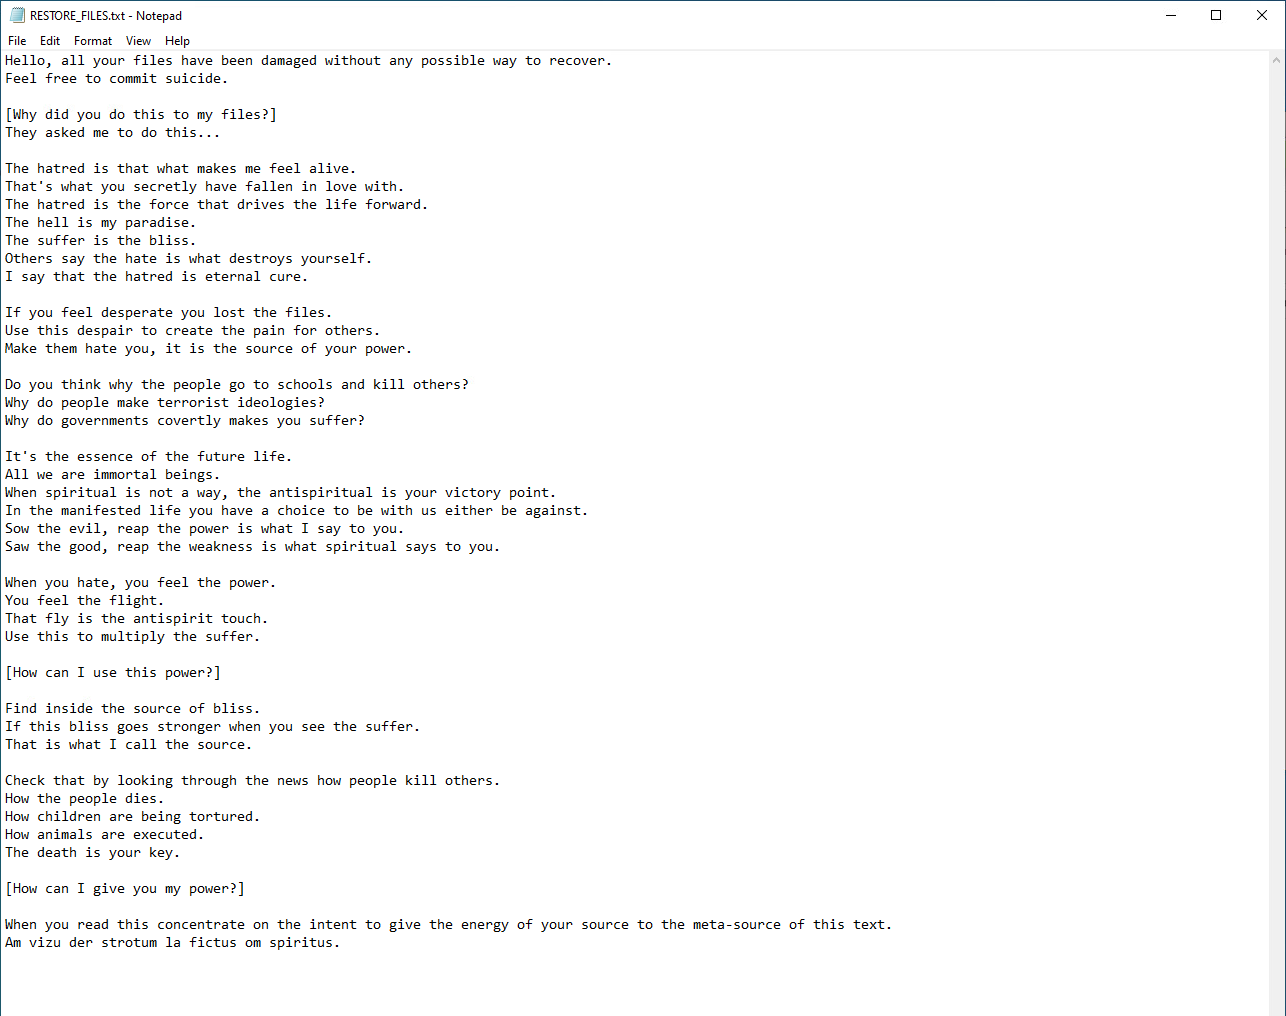 RESTORE_FILES.txt - Notepad
File Edit Format View Help
Hello, all your files have been damaged without any possible way to recover.
Feel free to commit suicide.
[Why did you do this to my files?]
They asked me to do this...
The hatred is that what makes me feel alive.
That's what you secretly have fallen in love with.
The hatred is the force that drives the life forward.
The hell is my paradise.
The suffer is the bliss.
Others say the hate is what destroys yourself.
I say that the hatred is eternal cure.
If you feel desperate you lost the files.
Use this despair to create the pain for others.
Make them hate you, it is the source of your power.
Do you think why the people go to schools and kill others?
Why do people make terrorist ideologies?
Why do governments covertly makes you suffer?
It's the essence of the future life.
All we are immortal beings.
When spiritual is not a way, the antispiritual is your victory point.
In the manifested life you have a choice to be with us either be against.
Sow the evil, reap the power is what I say to you.
Saw the good, reap the weakness is what spiritual says to you.
When you hate, you feel the power.
You feel the flight.
That fly is the antispirit touch.
Use this to multiply the suffer.
[How can I use this power?]
Find inside the source of bliss.
If this bliss goes stronger when you see the suffer.
That is what I call the source.
Check that by looking through the news how people kill others.
How the people dies.
How children are being tortured.
How animals are executed.
The death is your key.
[How can I give you my power?]
When you read this concentrate on the intent to give the energy of your source to the meta-source of this text.
Am vizu der strotum la fictus om spiritus.